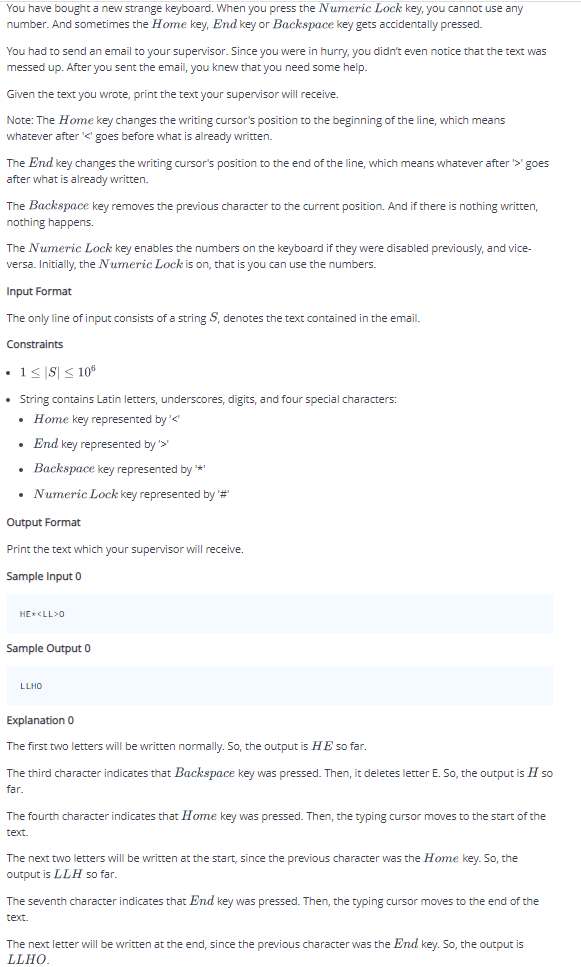 You have bought a new strange keyboard. When you press the Numeric Lock key, you cannot use any
number. And sometimes the Home key, End key or Backspace key gets accidentally pressed.
You had to send an email to your supervisor. Since you were in hurry, you didn't even notice that the text was
messed up. After you sent the email, you knew that you need some help.
Given the text you wrote, print the text your supervisor will receive.
Note: The Home key changes the writing cursor's position to the beginning of the line, which means
whatever after '<' goes before what is already written.
The End key changes the writing cursor's position to the end of the line, which means whatever after '>' goes
after what is already written.
The Backspace key removes the previous character to the current position. And if there is nothing written,
nothing happens.
The Numeric Lock key enables the numbers on the keyboard if they were disabled previously, and vice-
versa. Initially, the Numeric Lock is on, that is you can use the numbers.
Input Format
The only line of input consists of a string S, denotes the text contained in the email.
Constraints
• 1 ≤ |S| ≤ 10⁶
• String contains Latin letters, underscores, digits, and four special characters:
• Home key represented by '<'
• End key represented by '>'
• Backspace key represented by '*'
• Numeric Lock key represented by '#'
Output Format
Print the text which your supervisor will receive.
Sample Input 0
HE*<LL>O
Sample Output 0
LLHO
Explanation 0
The first two letters will be written normally. So, the output is HE so far.
The third character indicates that Backspace key was pressed. Then, it deletes letter E. So, the output is H so
far.
The fourth character indicates that Home key was pressed. Then, the typing cursor moves to the start of the
text.
The next two letters will be written at the start, since the previous character was the Home key. So, the
output is LLH so far.
The seventh character indicates that End key was pressed. Then, the typing cursor moves to the end of the
text.
The next letter will be written at the end, since the previous character was the End key. So, the output is
LLHO.